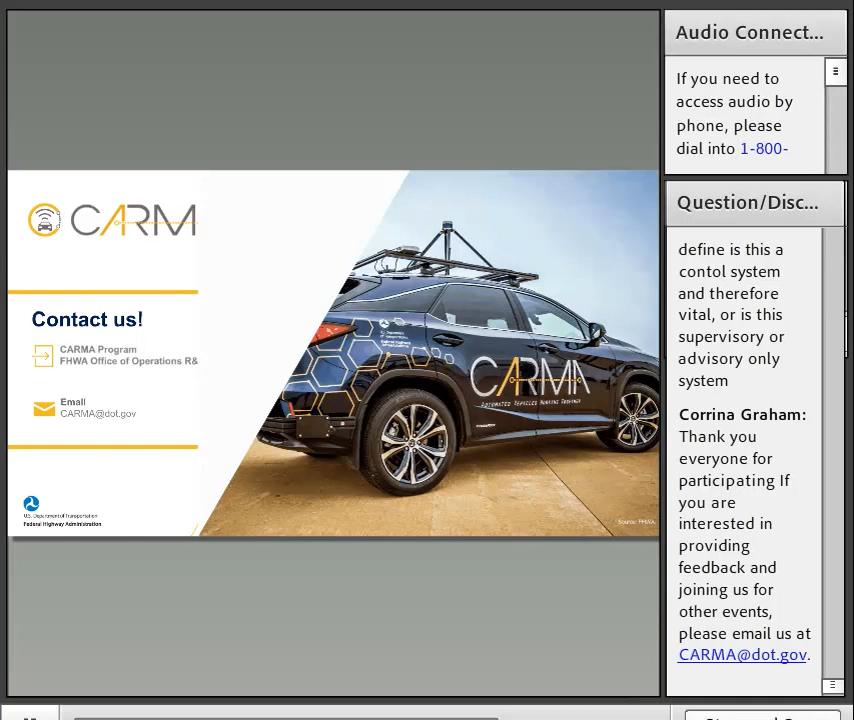 Audio Connect...
If you need to
access audio by
phone, please
dial into 1-800-
Question/Disc...
define is this a
contol system
and therefore
vital, or is this
supervisory or
advisory only
system
Corrina Graham:
Thank you
everyone for
participating If
you are
interested in
providing
feedback and
joining us for
other events,
please email us at
CARMA@dot.gov.
CARM
Contact us!
CARMA Program
FHWA Office of Operations R&
Email
CARMA@dot.gov
U.S. Department of Transportation
Federal Highway Administration
CARMA
Source: FHWA.